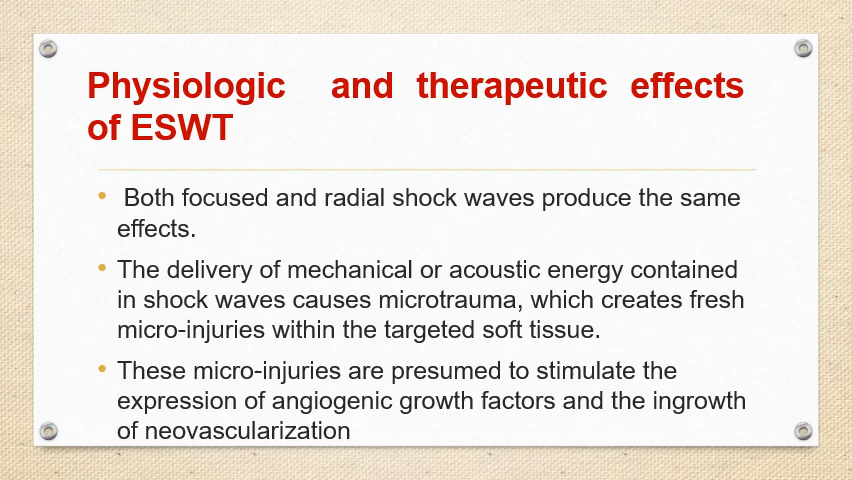 Physiologic and therapeutic effects
of ESWT
• Both focused and radial shock waves produce the same
effects.
• The delivery of mechanical or acoustic energy contained
in shock waves causes microtrauma, which creates fresh
micro-injuries within the targeted soft tissue.
• These micro-injuries are presumed to stimulate the
expression of angiogenic growth factors and the ingrowth
of neovascularization